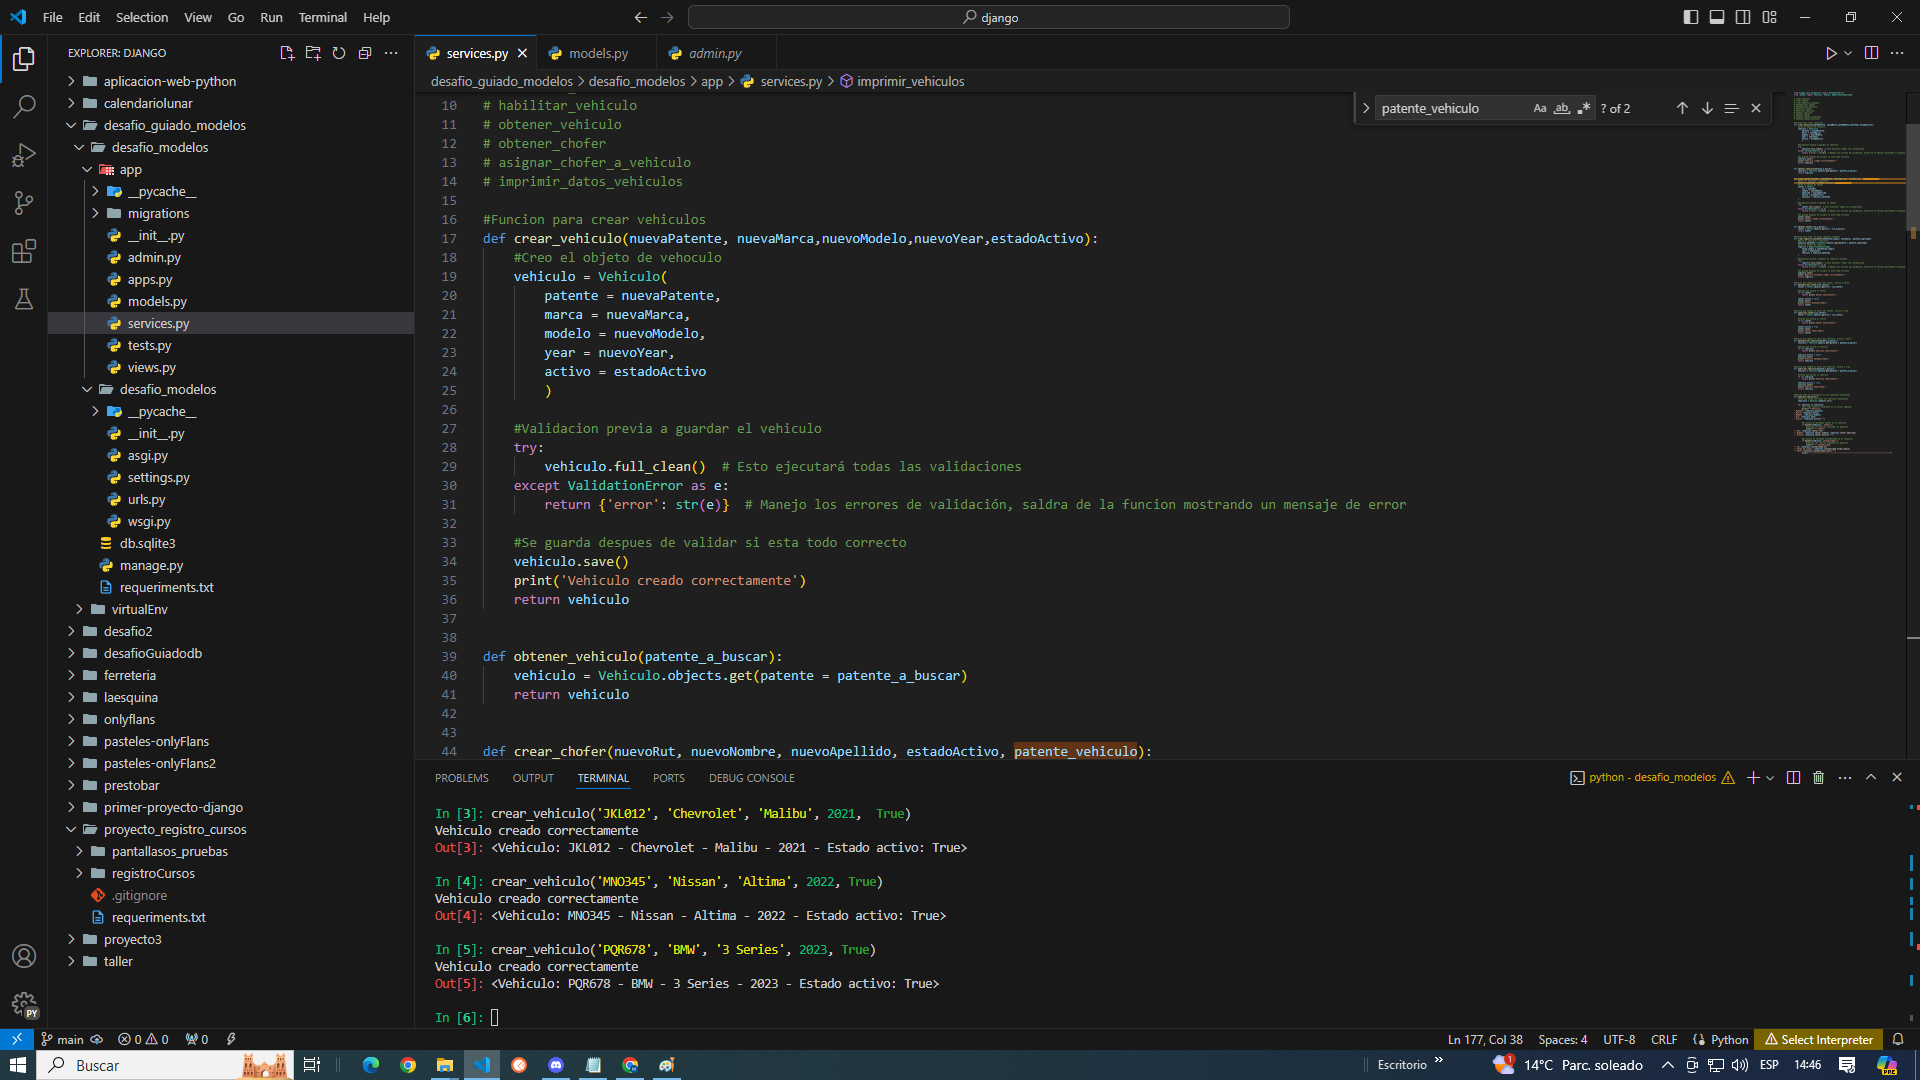 File Edit Selection View Go Run Terminal Help
django
EXPLORER: DJANGO
aplicacion-web-python
calendariolunar
desafio_guiado_modelos
desafio_modelos
app
__pycache__
migrations
__init__.py
admin.py
apps.py
models.py
services.py
tests.py
views.py
desafio_modelos
__pycache__
__init__.py
asgi.py
settings.py
urls.py
wsgi.py
db.sqlite3
manage.py
requeriments.txt
virtualEnv
desafio2
desafioGuiadodb
ferreteria
laesquina
onlyflans
pasteles-onlyFlans
pasteles-onlyFlans2
prestobar
primer-proyecto-django
proyecto_registro_cursos
pantallasos_pruebas
registroCursos
.gitignore
requeriments.txt
proyecto3
taller
services.py models.py admin.py
desafio_guiado_modelos > desafio_modelos > app > services.py > imprimir_vehiculos
patente_vehiculo Aa ab ? of 2
10 # habilitar_vehiculo
11 # obtener_vehiculo
12 # obtener_chofer
13 # asignar_chofer_a_vehiculo
14 # imprimir_datos_vehiculos
15
16 #Funcion para crear vehiculos
17 def crear_vehiculo(nuevaPatente, nuevaMarca,nuevoModelo,nuevoYear,estadoActivo):
18 #Creo el objeto de vehoculo
19 vehiculo = Vehiculo(
20 patente = nuevaPatente,
21 marca = nuevaMarca,
22 modelo = nuevoModelo,
23 year = nuevoYear,
24 activo = estadoActivo
25 )
26
27 #Validacion previa a guardar el vehiculo
28 try:
29 vehiculo.full_clean() # Esto ejecutará todas las validaciones
30 except ValidationError as e:
31 return {'error': str(e)} # Manejo los errores de validación, saldra de la funcion mostrando un mensaje de error
32
33 #Se guarda despues de validar si esta todo correcto
34 vehiculo.save()
35 print('Vehiculo creado correctamente')
36 return vehiculo
37
38
39 def obtener_vehiculo(patente_a_buscar):
40 vehiculo = Vehiculo.objects.get(patente = patente_a_buscar)
41 return vehiculo
42
43
44 def crear_chofer(nuevoRut, nuevoNombre, nuevoApellido, estadoActivo, patente_vehiculo):
PROBLEMS OUTPUT TERMINAL PORTS DEBUG CONSOLE
python - desafio_modelos
In [3]: crear_vehiculo('JKL012', 'Chevrolet', 'Malibu', 2021, True)
Vehiculo creado correctamente
Out[3]: <Vehiculo: JKL012 - Chevrolet - Malibu - 2021 - Estado activo: True>
In [4]: crear_vehiculo('MNO345', 'Nissan', 'Altima', 2022, True)
Vehiculo creado correctamente
Out[4]: <Vehiculo: MNO345 - Nissan - Altima - 2022 - Estado activo: True>
In [5]: crear_vehiculo('PQR678', 'BMW', '3 Series', 2023, True)
Vehiculo creado correctamente
Out[5]: <Vehiculo: PQR678 - BMW - 3 Series - 2023 - Estado activo: True>
In [6]:
PY
main 0 0 0
Ln 177, Col 38 Spaces: 4 UTF-8 CRLF Python Select Interpreter
Buscar
Escritorio 1 14°C Parc. soleado ESP 14:46